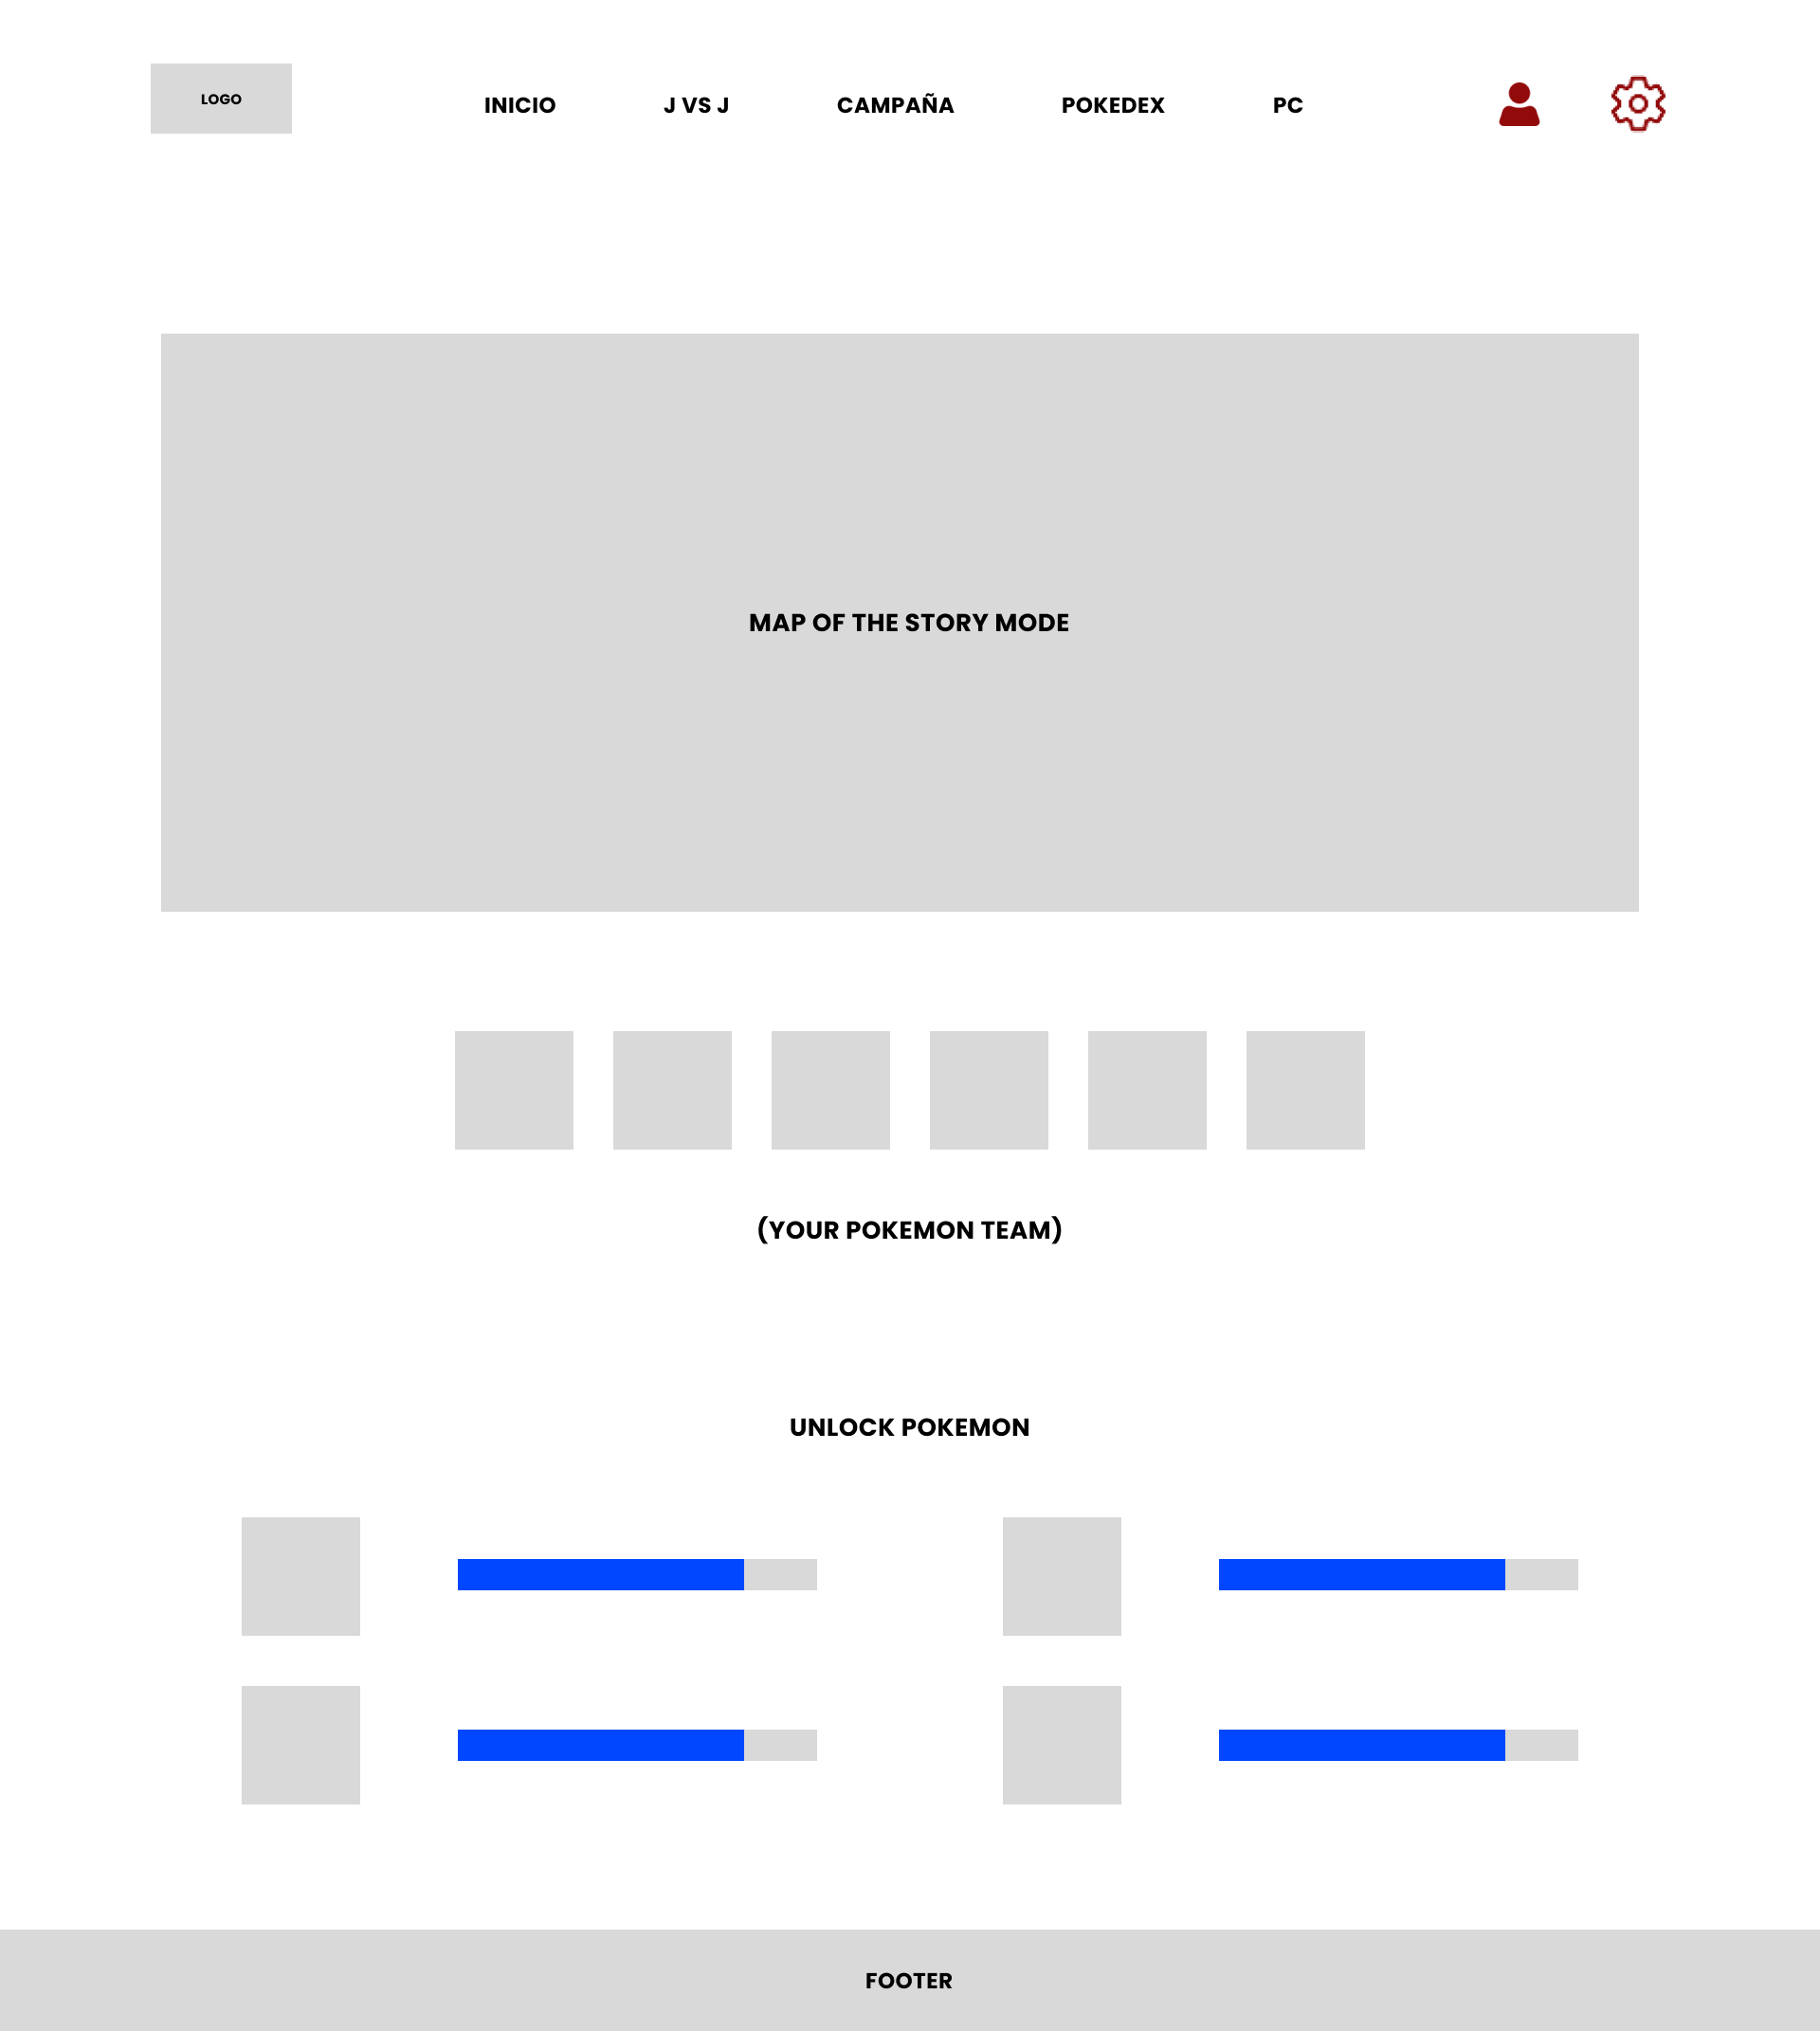 LOGO
INICIO
J VS J
CAMPAÑA
POKEDEX
PC
MAP OF THE STORY MODE
(YOUR POKEMON TEAM)
UNLOCK POKEMON
FOOTER